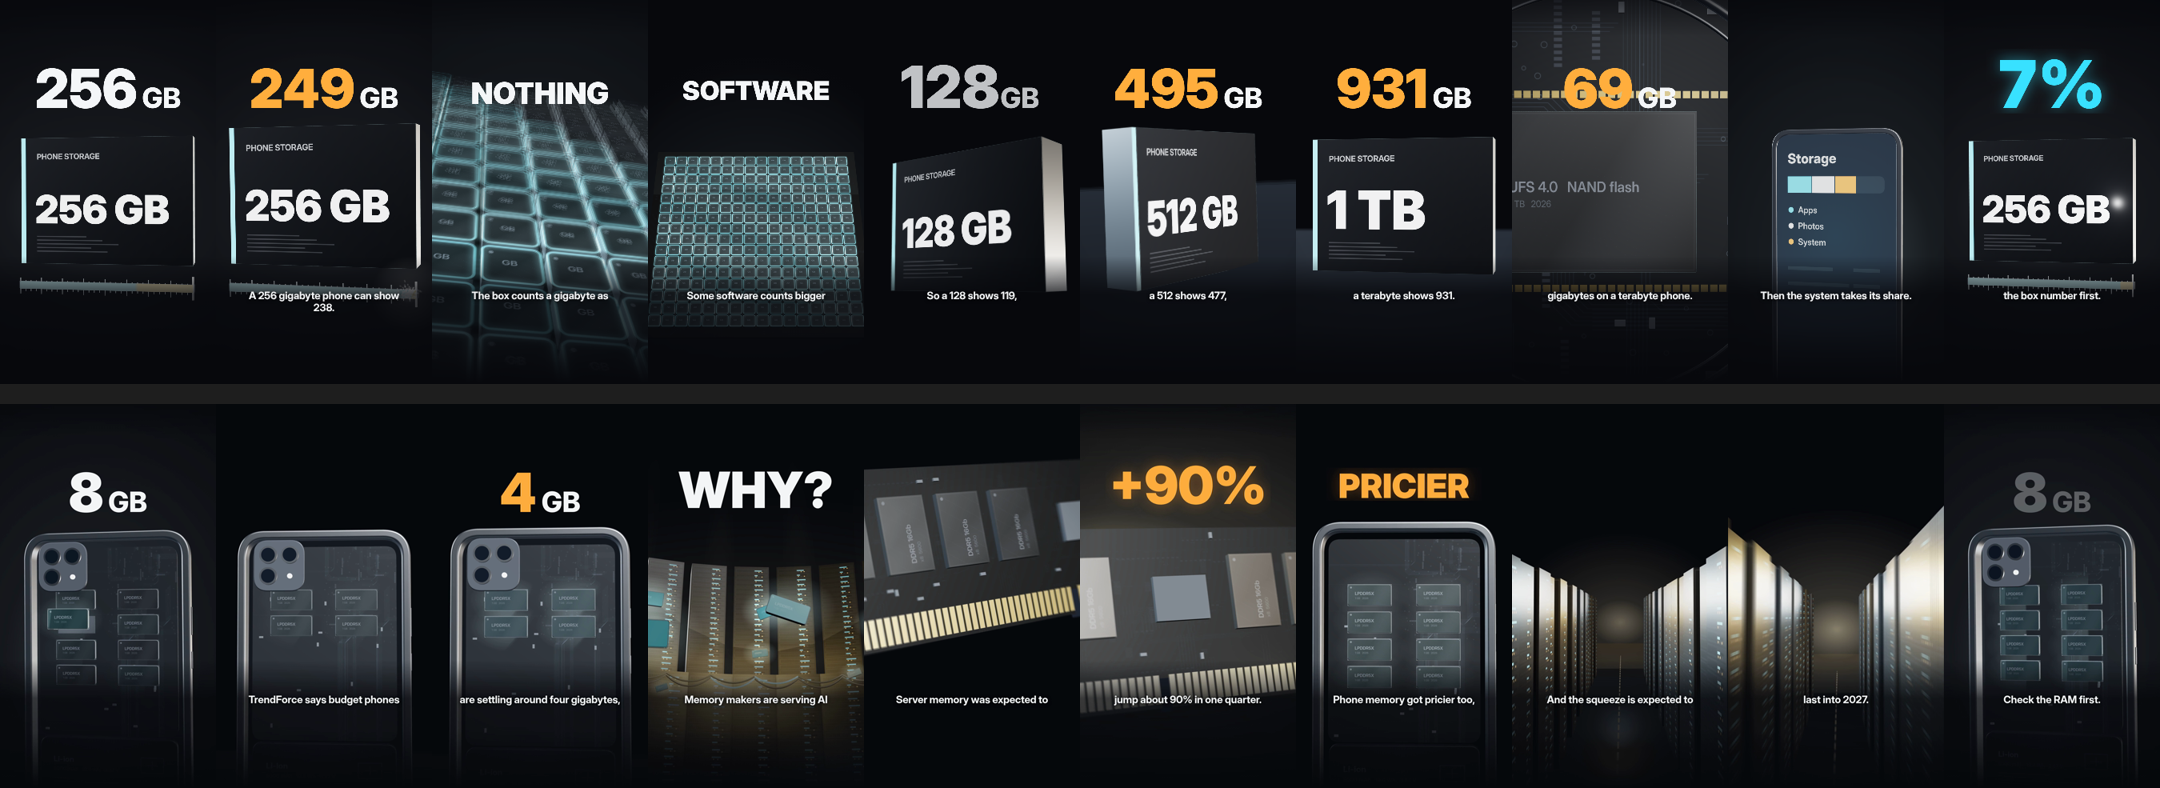 256 GB
PHONE STORAGE
256 GB
249 GB
PHONE STORAGE
256 GB
A 256 gigabyte phone can show
238.
NOTHING
GB
The box counts a gigabyte as
SOFTWARE
Some software counts bigger
128 GB
PHONE STORAGE
128 GB
So a 128 shows 119,
495 GB
PHONE STORAGE
512 GB
a 512 shows 477,
931 GB
PHONE STORAGE
1 TB
a terabyte shows 931.
69 GB
UFS 4.0 NAND flash
TB 2026
gigabytes on a terabyte phone.
Storage
Apps
Photos
System
Then the system takes its share.
7%
PHONE STORAGE
256 GB
the box number first.
8 GB
TrendForce says budget phones
4 GB
are settling around four gigabytes,
WHY?
Memory makers are serving AI
Server memory was expected to
+90%
jump about 90% in one quarter.
PRICIER
Phone memory got pricier too,
And the squeeze is expected to
last into 2027.
8 GB
Check the RAM first.